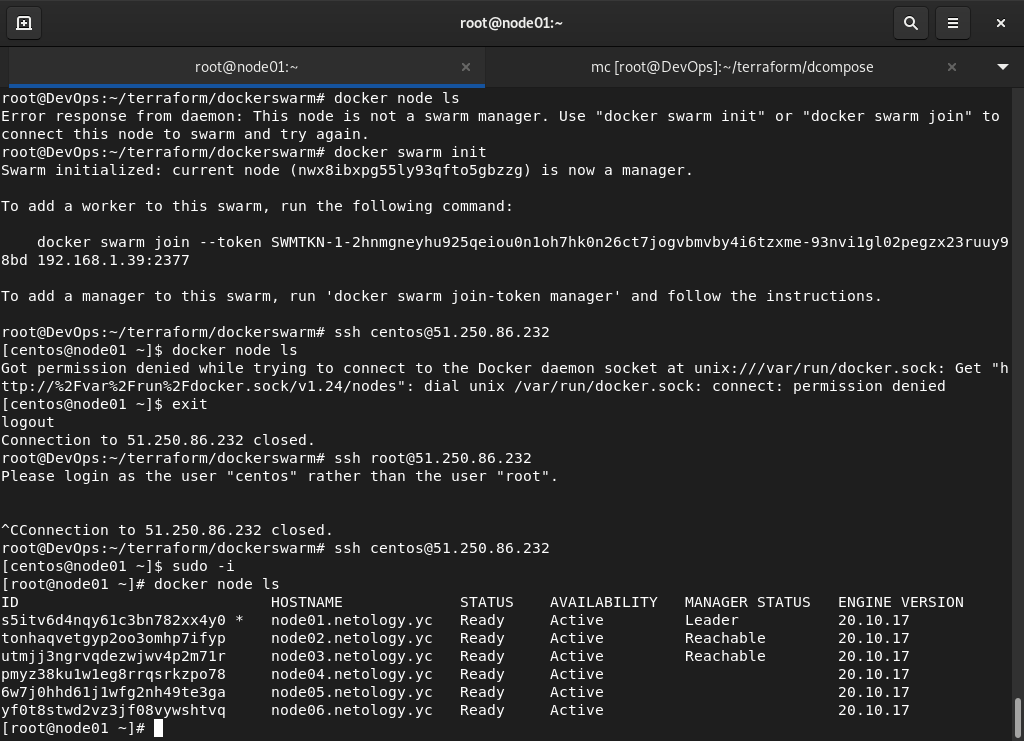 root@node01:~
root@node01:~
mc [root@DevOps]:~/terraform/dcompose
root@DevOps:~/terraform/dockerswarm# docker node ls
Error response from daemon: This node is not a swarm manager. Use "docker swarm init" or "docker swarm join" to
connect this node to swarm and try again.
root@DevOps:~/terraform/dockerswarm# docker swarm init
Swarm initialized: current node (nwx8ibxpg55ly93qfto5gbzzg) is now a manager.
To add a worker to this swarm, run the following command:
docker swarm join --token SWMTKN-1-2hnmgneyhu925qeiou0n1oh7hk0n26ct7jogvbmvby4i6tzxme-93nvi1gl02pegzx23ruuy9
8bd 192.168.1.39:2377
To add a manager to this swarm, run 'docker swarm join-token manager' and follow the instructions.
root@DevOps:~/terraform/dockerswarm# ssh centos@51.250.86.232
[centos@node01 ~]$ docker node ls
Got permission denied while trying to connect to the Docker daemon socket at unix:///var/run/docker.sock: Get "h
ttp://%2Fvar%2Frun%2Fdocker.sock/v1.24/nodes": dial unix /var/run/docker.sock: connect: permission denied
[centos@node01 ~]$ exit
logout
Connection to 51.250.86.232 closed.
root@DevOps:~/terraform/dockerswarm# ssh root@51.250.86.232
Please login as the user "centos" rather than the user "root".
^CConnection to 51.250.86.232 closed.
root@DevOps:~/terraform/dockerswarm# ssh centos@51.250.86.232
[centos@node01 ~]$ sudo -i
[root@node01 ~]# docker node ls
ID HOSTNAME STATUS AVAILABILITY MANAGER STATUS ENGINE VERSION
s5itv6d4nqy61c3bn782xx4y0 * node01.netology.yc Ready Active Leader 20.10.17
tonhaqvetgyp2oo3omhp7ifyp node02.netology.yc Ready Active Reachable 20.10.17
utmjj3ngrvqdezwjwv4p2m71r node03.netology.yc Ready Active Reachable 20.10.17
pmyz38ku1w1eg8rrqsrkzpo78 node04.netology.yc Ready Active 20.10.17
6w7j0hhd61j1wfg2nh49te3ga node05.netology.yc Ready Active 20.10.17
yf0t8stwd2vz3jf08vywshtvq node06.netology.yc Ready Active 20.10.17
[root@node01 ~]#